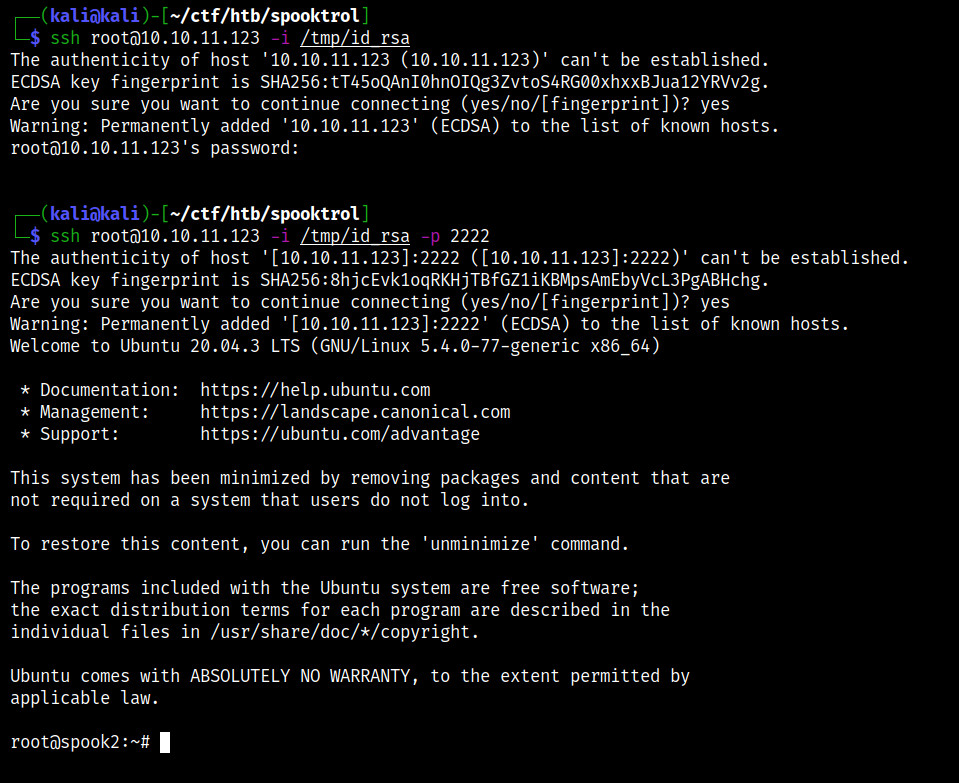 ┌──(kali@kali)-[~/ctf/htb/spooktrol]
└─$ ssh root@10.10.11.123 -i /tmp/id_rsa
The authenticity of host '10.10.11.123 (10.10.11.123)' can't be established.
ECDSA key fingerprint is SHA256:tT45oQAnI0hnOIQg3ZvtoS4RG00xhxxBJua12YRVv2g.
Are you sure you want to continue connecting (yes/no/[fingerprint])? yes
Warning: Permanently added '10.10.11.123' (ECDSA) to the list of known hosts.
root@10.10.11.123's password:
┌──(kali@kali)-[~/ctf/htb/spooktrol]
└─$ ssh root@10.10.11.123 -i /tmp/id_rsa -p 2222
The authenticity of host '[10.10.11.123]:2222 ([10.10.11.123]:2222)' can't be established.
ECDSA key fingerprint is SHA256:8hjcEvk1oqRKHjTBfGZ1iKBMpsAmEbyVcL3PgABHchg.
Are you sure you want to continue connecting (yes/no/[fingerprint])? yes
Warning: Permanently added '[10.10.11.123]:2222' (ECDSA) to the list of known hosts.
Welcome to Ubuntu 20.04.3 LTS (GNU/Linux 5.4.0-77-generic x86_64)
* Documentation:  https://help.ubuntu.com
* Management:     https://landscape.canonical.com
* Support:        https://ubuntu.com/advantage
This system has been minimized by removing packages and content that are
not required on a system that users do not log into.
To restore this content, you can run the 'unminimize' command.
The programs included with the Ubuntu system are free software;
the exact distribution terms for each program are described in the
individual files in /usr/share/doc/*/copyright.
Ubuntu comes with ABSOLUTELY NO WARRANTY, to the extent permitted by
applicable law.
root@spook2:~#